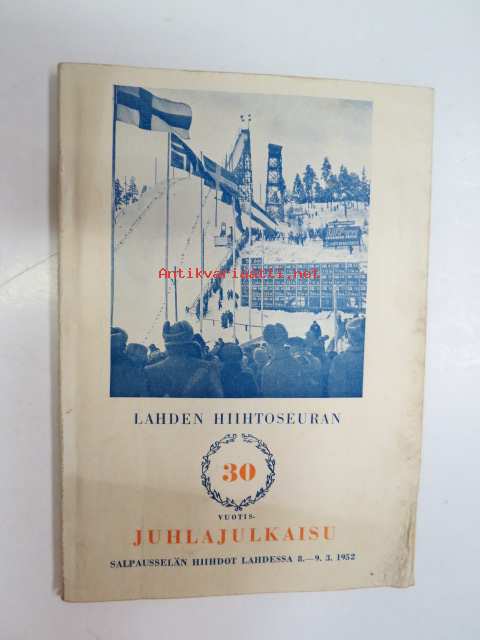 Antikvariaatti.net
LAHDEN HIIHTOSEURAN
30
VUOTIS-
JUHLAJULKAISU
SALPAUSSELÄN HIIHDOT LAHDESSA 8.—9. 3. 1952